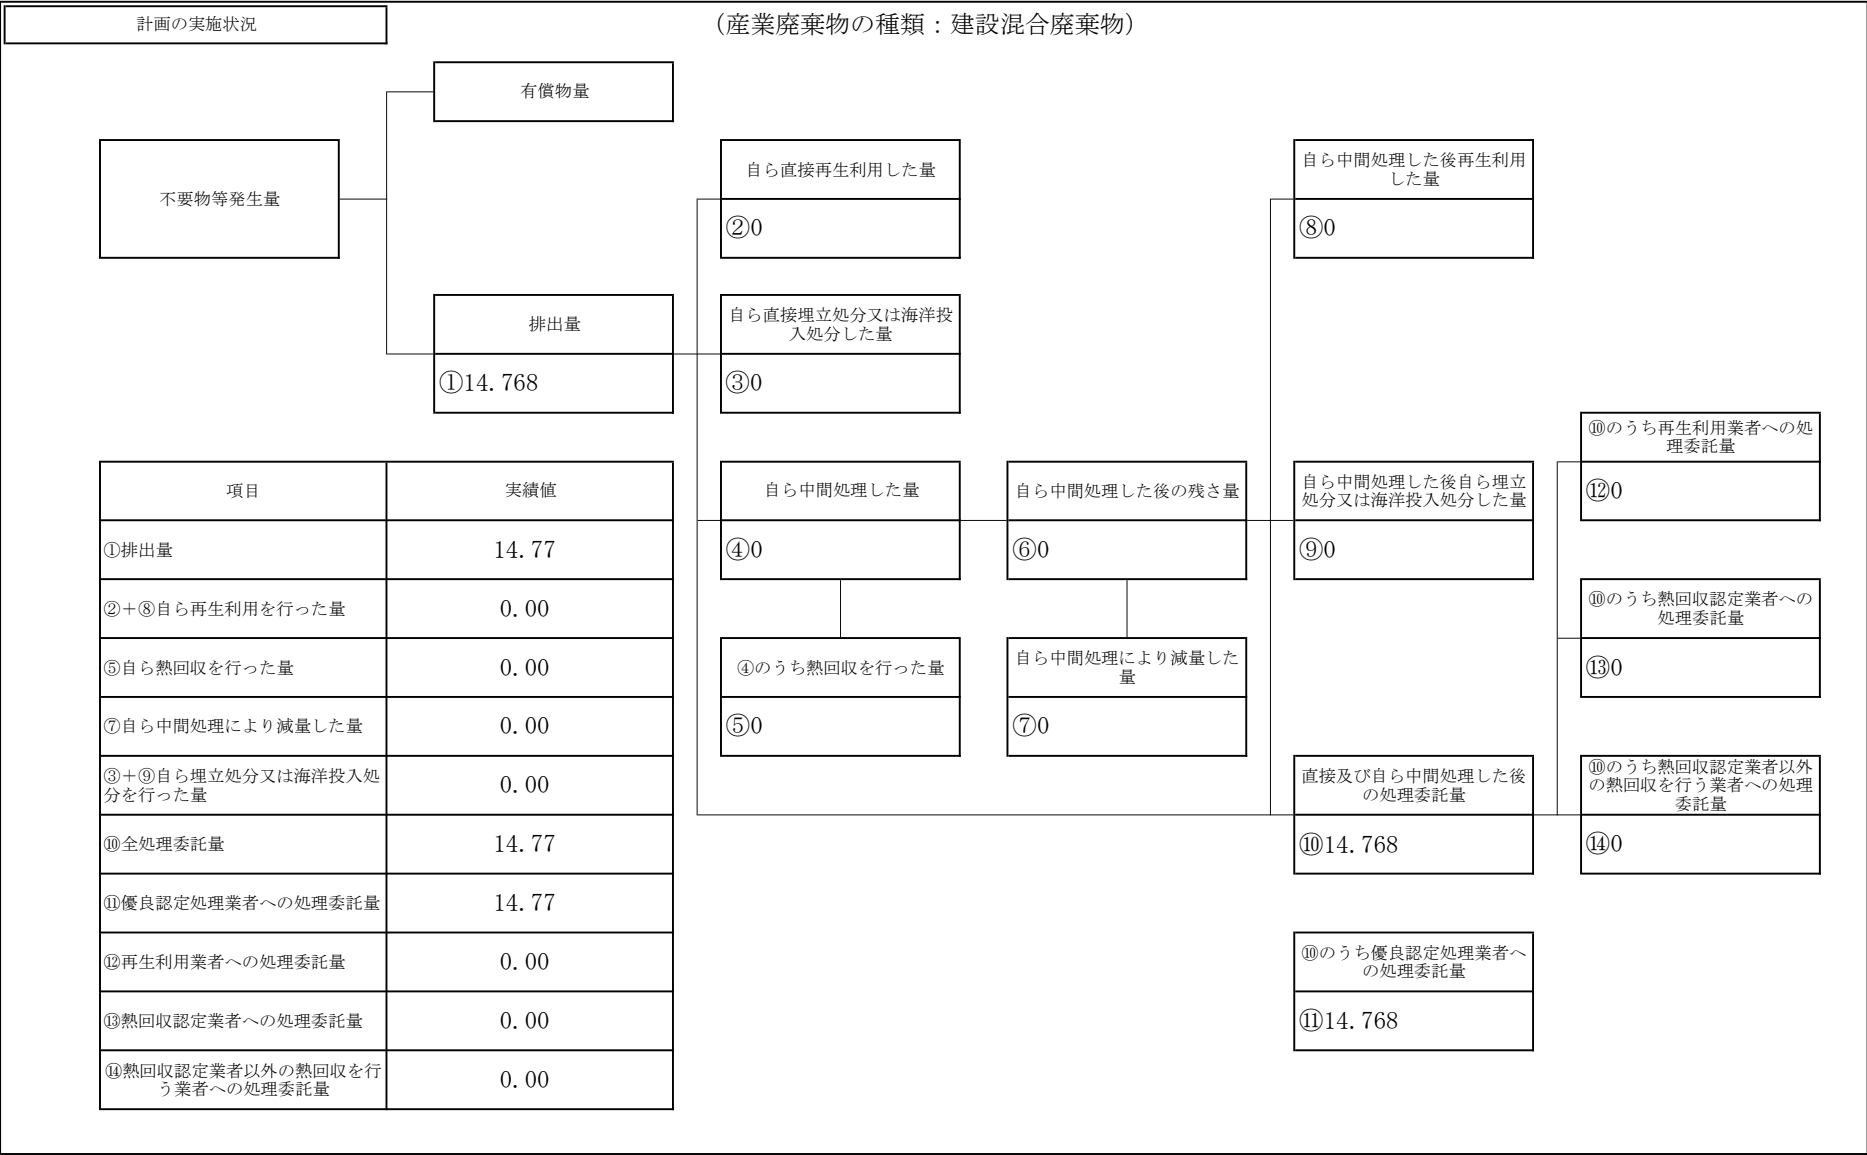 計画の実施状況
（産業廃棄物の種類：建設混合廃棄物）
有償物量
不要物等発生量
排出量
①14.768
自ら直接再生利用した量
②0
自ら直接埋立処分又は海洋投
入処分した量
③0
自ら中間処理した量
④0
④のうち熱回収を行った量
⑤0
自ら中間処理した後の残さ量
⑥0
自ら中間処理により減量した
量
⑦0
自ら中間処理した後再生利用
した量
⑧0
自ら中間処理した後自ら埋立
処分又は海洋投入処分した量
⑨0
直接及び自ら中間処理した後
の処理委託量
⑩14.768
⑩のうち優良認定処理業者へ
の処理委託量
⑪14.768
⑩のうち再生利用業者への処
理委託量
⑫0
⑩のうち熱回収認定業者への
処理委託量
⑬0
⑩のうち熱回収認定業者以外
の熱回収を行う業者への処理
委託量
⑭0
項目 実績値
①排出量 14.77
②＋⑧自ら再生利用を行った量 0.00
⑤自ら熱回収を行った量 0.00
⑦自ら中間処理により減量した量 0.00
③＋⑨自ら埋立処分又は海洋投入処
分を行った量 0.00
⑩全処理委託量 14.77
⑪優良認定処理業者への処理委託量 14.77
⑫再生利用業者への処理委託量 0.00
⑬熱回収認定業者への処理委託量 0.00
⑭熱回収認定業者以外の熱回収を行
う業者への処理委託量 0.00